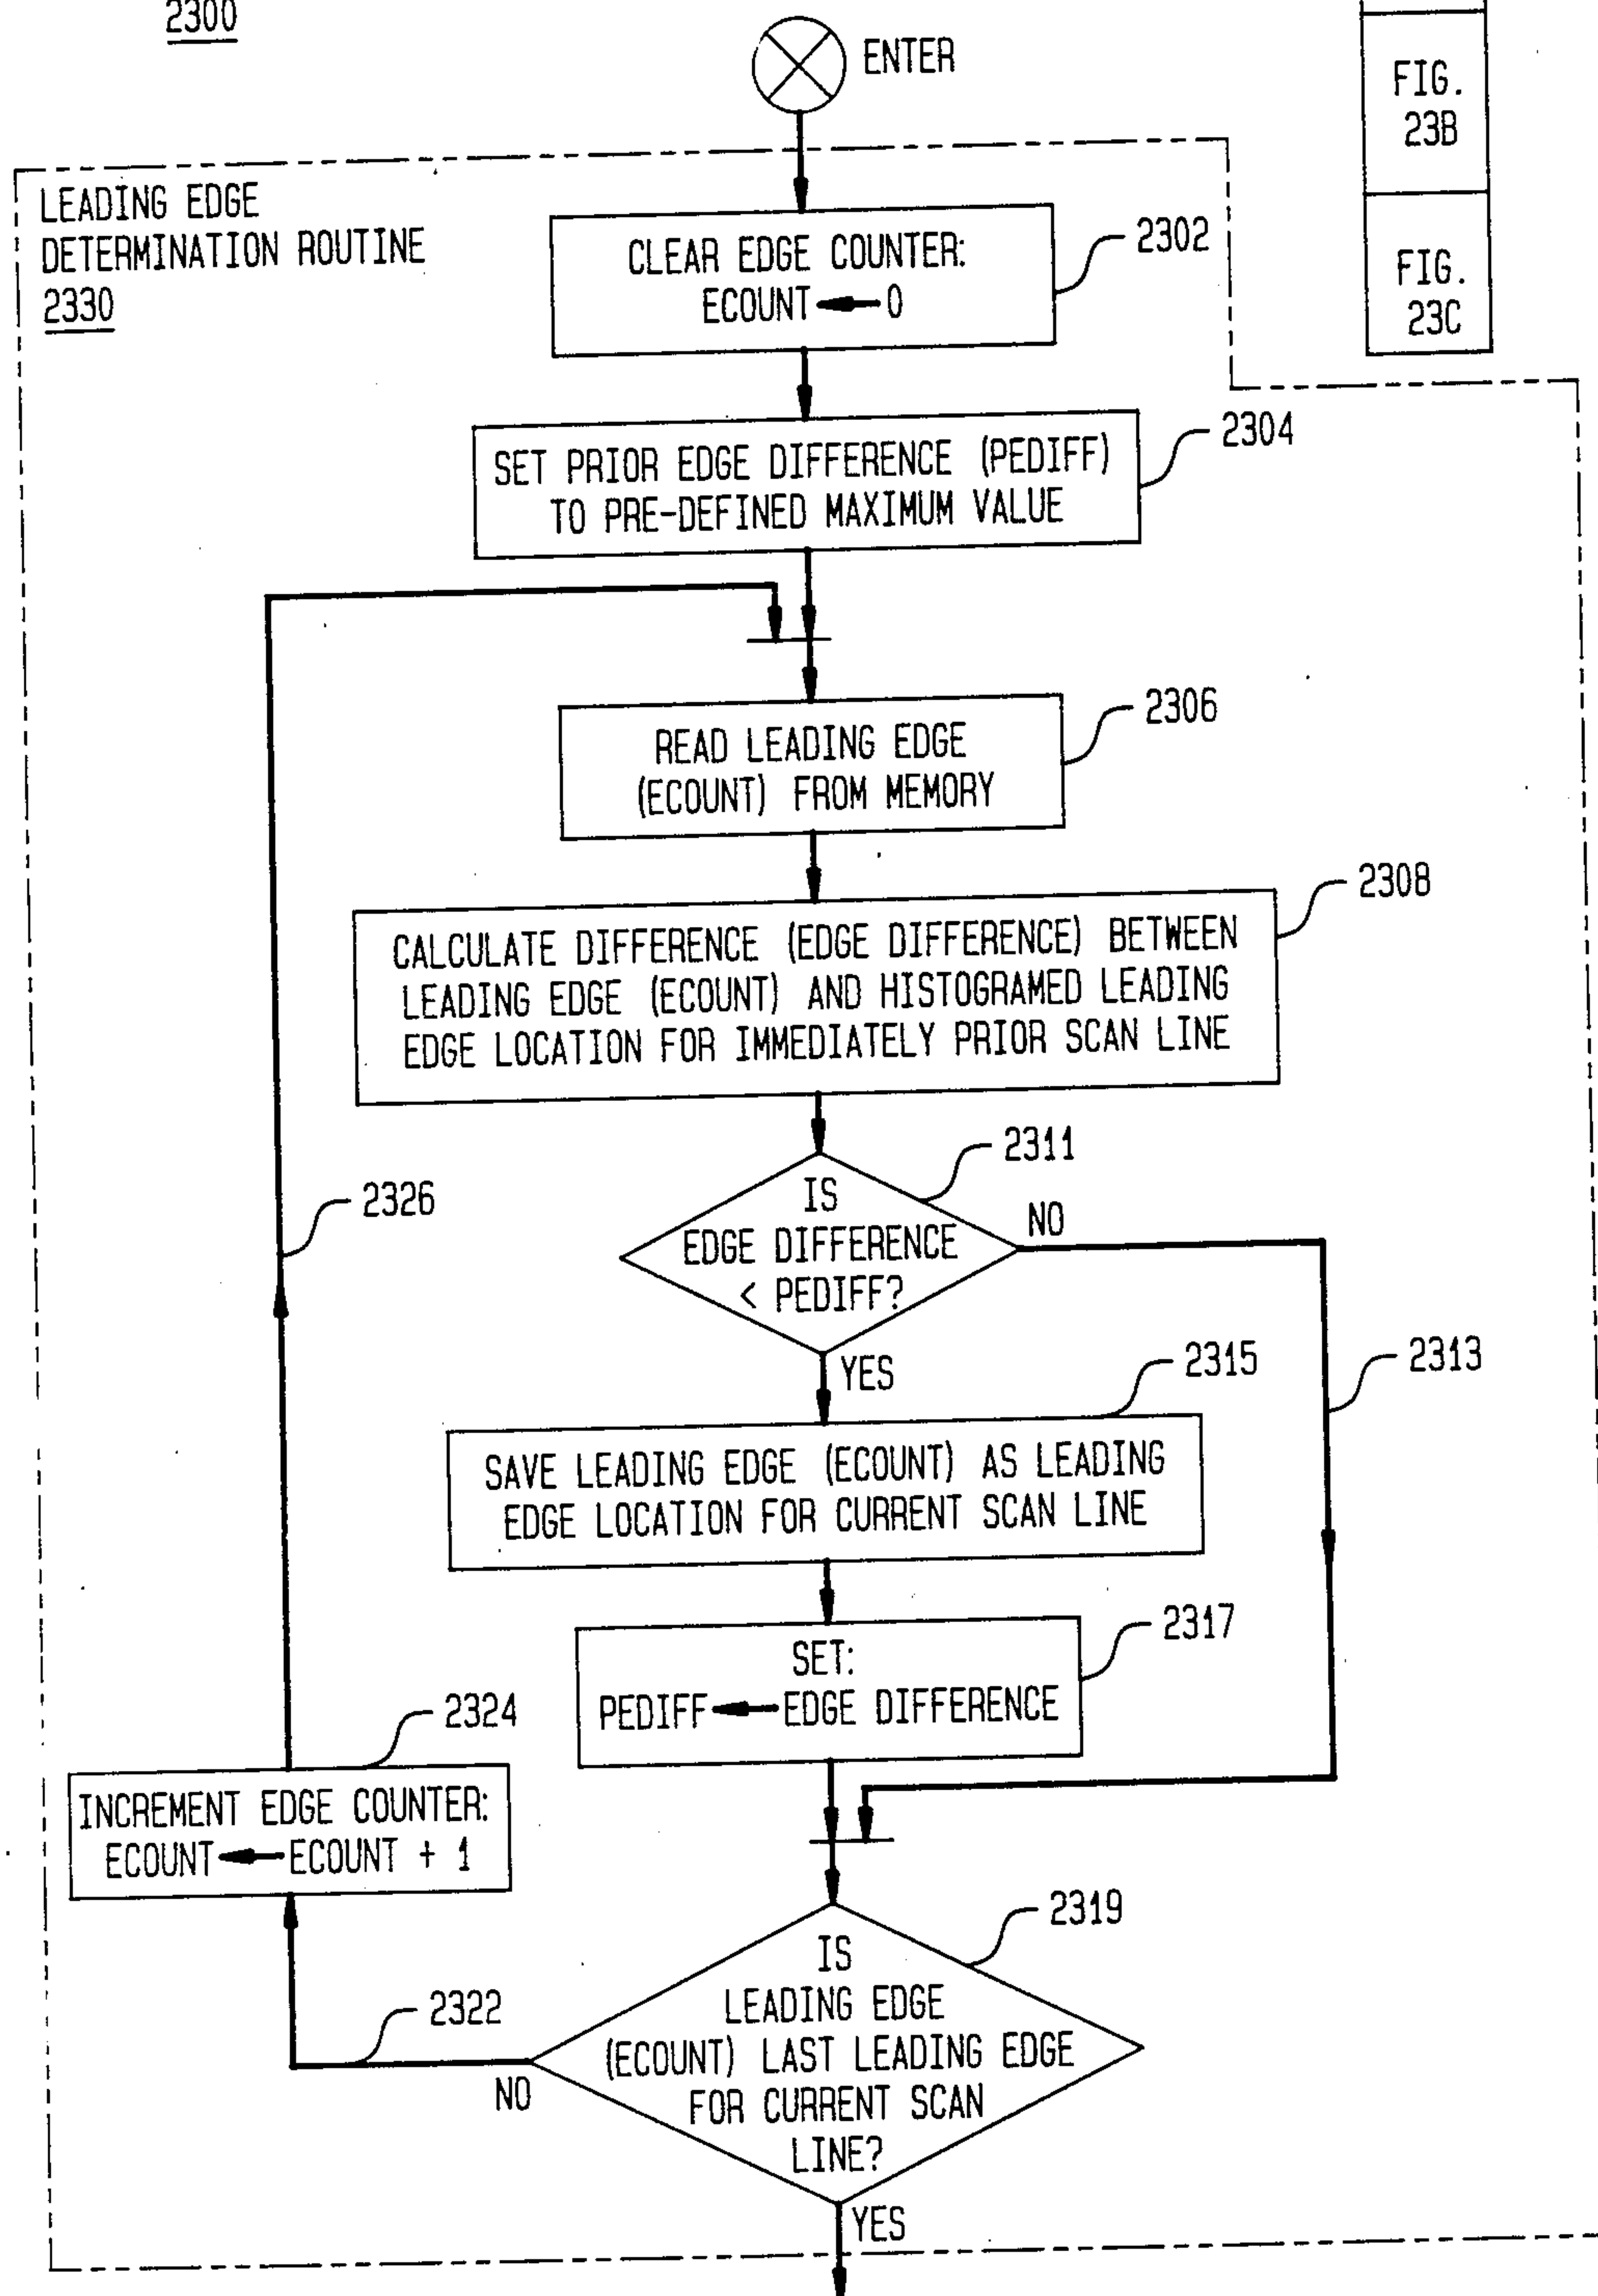 2300
ENTER
FIG.
23B
FIG.
23C
LEADING EDGE
DETERMINATION ROUTINE
2330
CLEAR EDGE COUNTER:
ECOUNT ← 0
2302
SET PRIOR EDGE DIFFERENCE (PEDIFF)
TO PRE-DEFINED MAXIMUM VALUE
2304
READ LEADING EDGE
(ECOUNT) FROM MEMORY
2306
CALCULATE DIFFERENCE (EDGE DIFFERENCE) BETWEEN
LEADING EDGE (ECOUNT) AND HISTOGRAMED LEADING
EDGE LOCATION FOR IMMEDIATELY PRIOR SCAN LINE
2308
IS
EDGE DIFFERENCE
< PEDIFF?
2311
NO
YES
2326
2313
SAVE LEADING EDGE (ECOUNT) AS LEADING
EDGE LOCATION FOR CURRENT SCAN LINE
2315
SET:
PEDIFF ← EDGE DIFFERENCE
2317
INCREMENT EDGE COUNTER:
ECOUNT ← ECOUNT + 1
2324
IS
LEADING EDGE
(ECOUNT) LAST LEADING EDGE
FOR CURRENT SCAN
LINE?
2319
2322
NO
YES